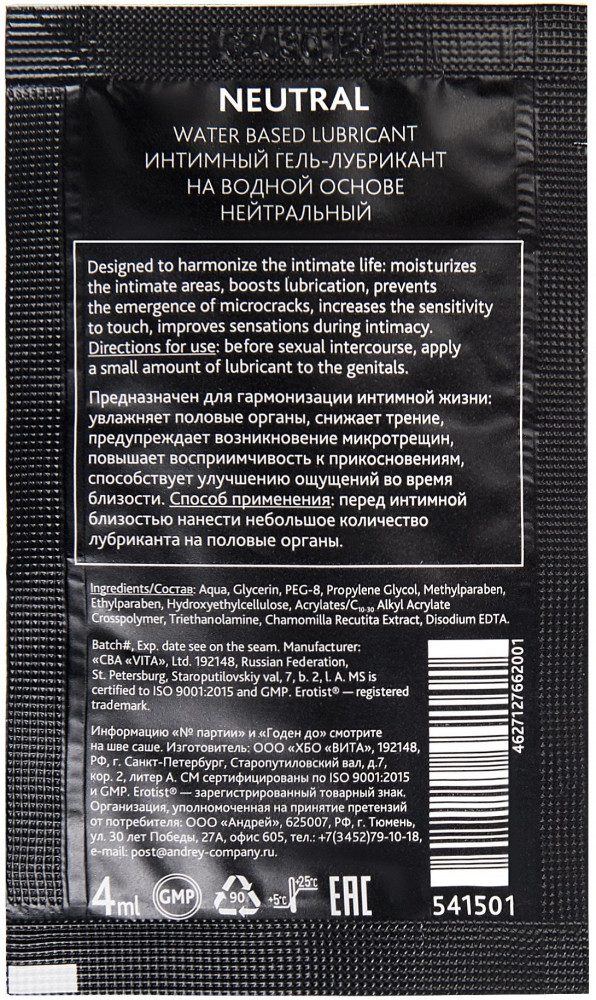 NEUTRAL
WATER BASED LUBRICANT
ИНТИМНЫЙ ГЕЛЬ-ЛУБРИКАНТ
НА ВОДНОЙ ОСНОВЕ
НЕЙТРАЛЬНЫЙ
Designed to harmonize the intimate life: moisturizes
the intimate areas, boosts lubrication, prevents
the emergence of microcracks, increases the sensitivity
to touch, improves sensations during intimacy.
Directions for use: before sexual intercourse, apply
a small amount of lubricant to the genitals.
Предназначен для гармонизации интимной жизни:
увлажняет половые органы, снижает трение,
предупреждает возникновение микротрещин,
повышает восприимчивость к прикосновениям,
способствует улучшению ощущений во время
близости. Способ применения: перед интимной
близостью нанести небольшое количество
лубриканта на половые органы.
Ingredients/Состав: Aqua, Glycerin, PEG-8, Propylene Glycol, Methylparaben,
Ethylparaben, Hydroxyethylcellulose, Acrylates/C10-30 Alkyl Acrylate
Crosspolymer, Triethanolamine, Chamomilla Recutita Extract, Disodium EDTA.
Batch#, Exp. date see on the seam. Manufacturer:
«CBA «VITA», Ltd. 192148, Russian Federation,
St. Petersburg, Staroputilovskiy val, 7, b. 2, l. A. MS is
certified to ISO 9001:2015 and GMP. Erotist® — registered
trademark.
Информацию «№ партии» и «Годен до» смотрите
на шве саше. Изготовитель: ООО «ХБО «ВИТА», 192148,
РФ, г. Санкт-Петербург, Старопутиловский вал, д.7,
кор. 2, литер А. СМ сертифицированы по ISO 9001:2015
и GMP. Erotist® — зарегистрированный товарный знак.
Организация, уполномоченная на принятие претензий
от потребителя: ООО «Андрей», 625007, РФ, г. Тюмень,
ул. 30 лет Победы, 27А, офис 605, тел.: +7(3452)79-10-18,
e-mail: post@andrey-company.ru.
4627127662001
4ml
GMP
90
+5°c
+25°c
EAC
541501